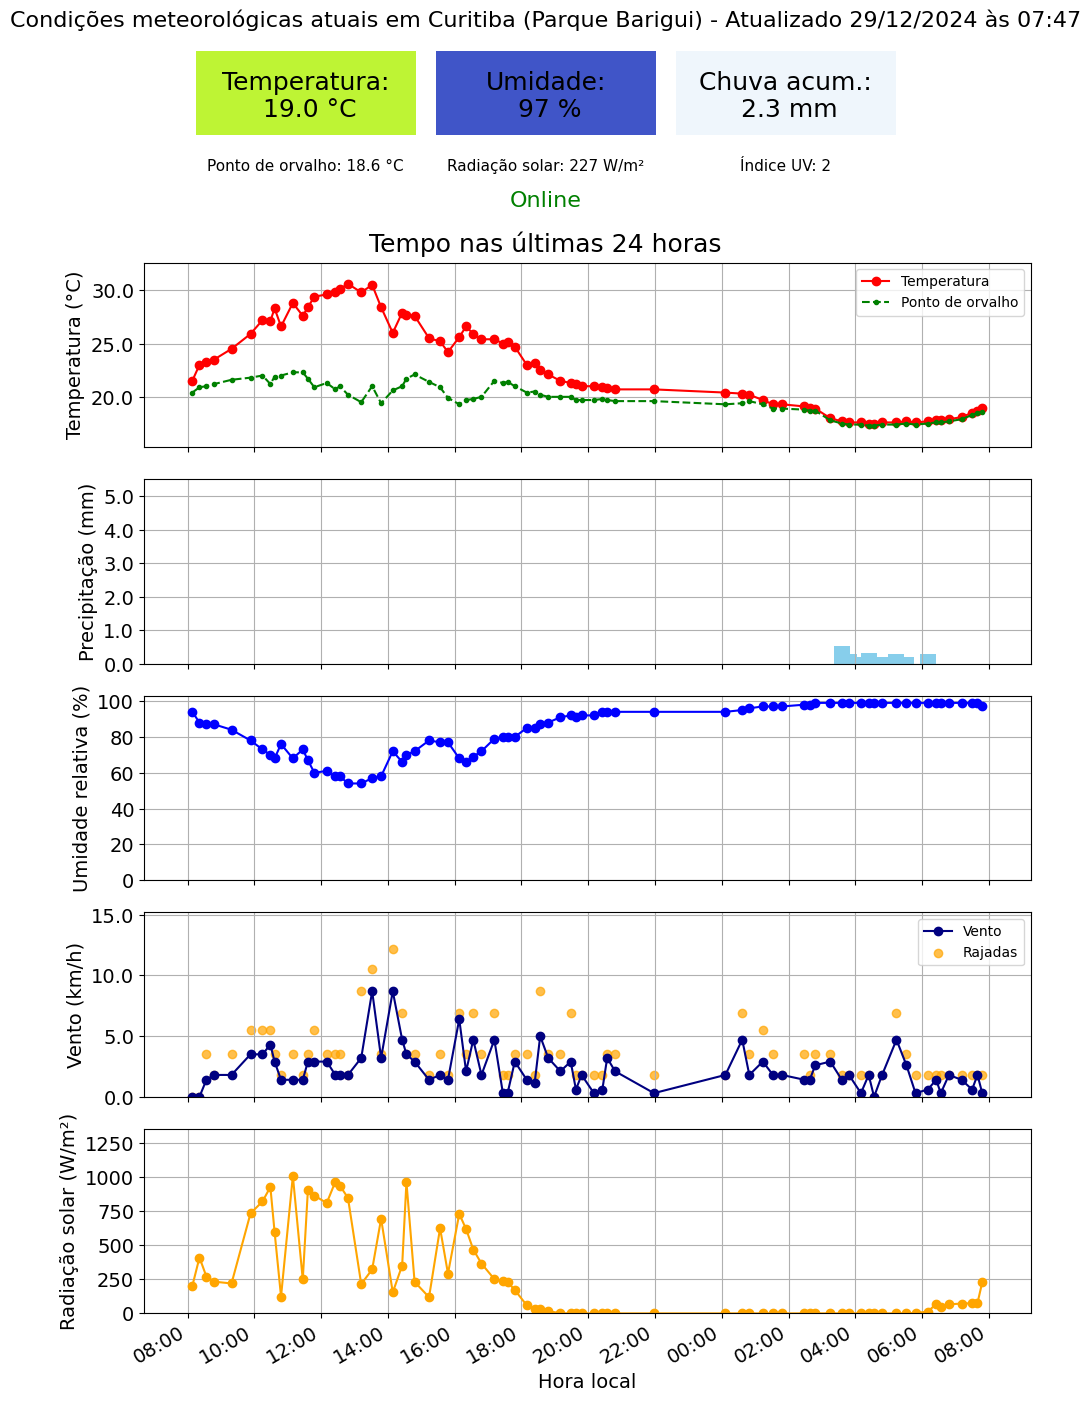 Condições meteorológicas atuais em Curitiba (Parque Barigui) - Atualizado 29/12/2024 às 07:47
Temperatura:
19.0 °C
Umidade:
97 %
Chuva acum.:
2.3 mm
Ponto de orvalho: 18.6 °C
Radiação solar: 227 W/m²
Índice UV: 2
Online
Tempo nas últimas 24 horas
Temperatura (°C)
30.0
25.0
20.0
Temperatura
Ponto de orvalho
Precipitação (mm)
5.0
4.0
3.0
2.0
1.0
0.0
Umidade relativa (%)
100
80
60
40
20
0
Vento (km/h)
15.0
10.0
5.0
0.0
Vento
Rajadas
Radiação solar (W/m²)
1250
1000
750
500
250
0
08:00
10:00
12:00
14:00
16:00
18:00
20:00
22:00
00:00
02:00
04:00
06:00
08:00
Hora local